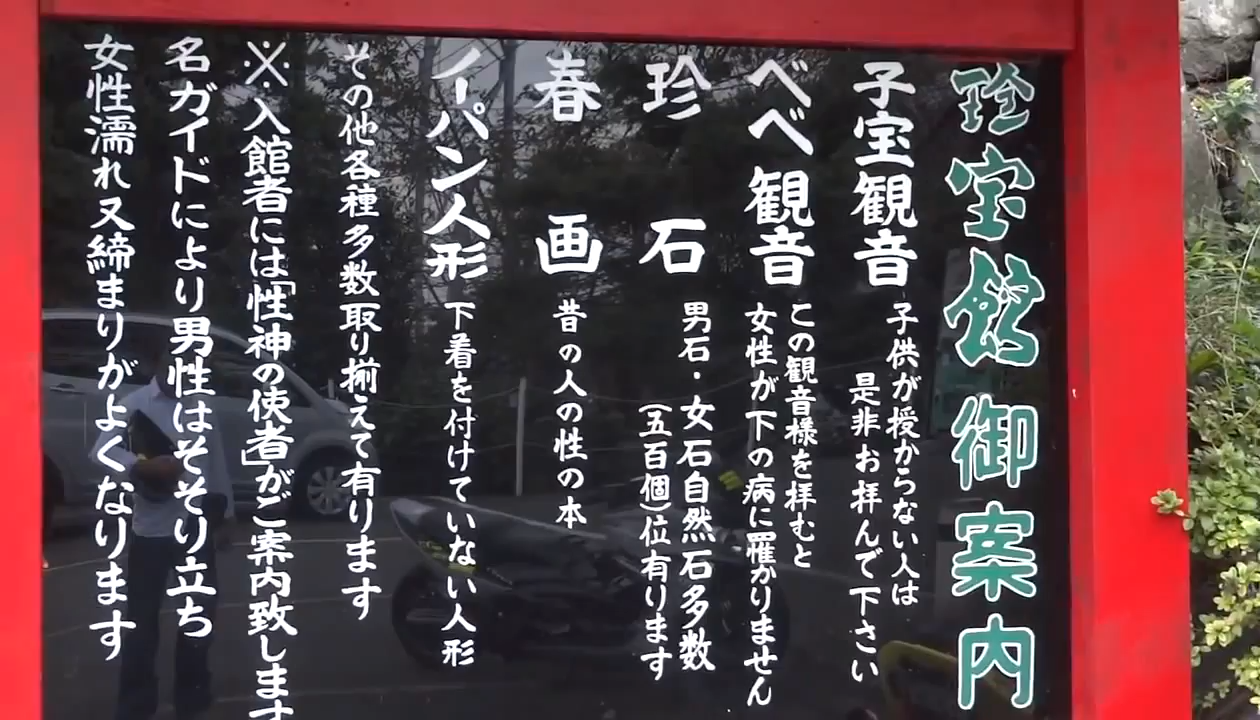 珍宝館御案内
子宝観音
子供が授からない人は
是非お拝んで下さい
べべ観音
この観音様を拝むと
女性が下の病に罹かりません
珍石
男石・女石自然石多数
(五百個)位有ります
春画
昔の人の性の本
ノーパン人形
下着を付けていない人形
その他各種多数取り揃えて有ります
※入館者には「性神の使者」がご案内致します
名ガイドにより男性はそそり立ち
女性濡れ又締まりがよくなります